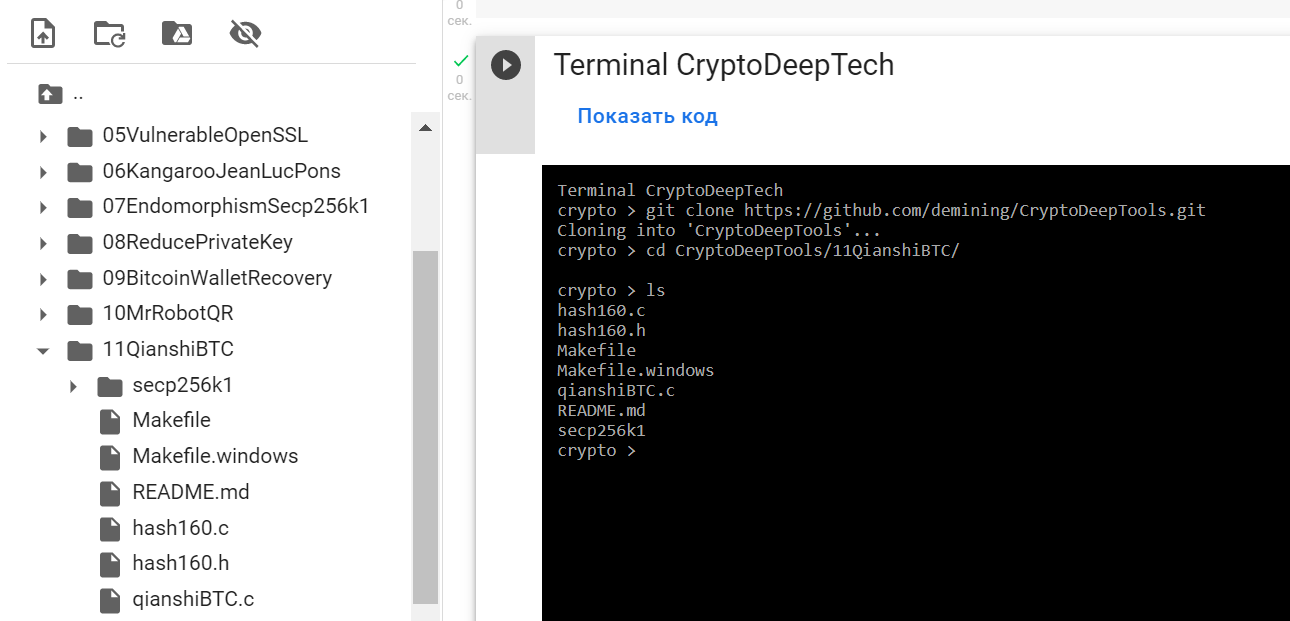 ..
05VulnerableOpenSSL
06KangarooJeanLucPons
07EndomorphismSecp256k1
08ReducePrivateKey
09BitcoinWalletRecovery
10MrRobotQR
11QianshiBTC
secp256k1
Makefile
Makefile.windows
README.md
hash160.c
hash160.h
qianshiBTC.c
0
сек.
0
сек.
Terminal CryptoDeepTech
Показать код
Terminal CryptoDeepTech
crypto > git clone https://github.com/demining/CryptoDeepTools.git
Cloning into 'CryptoDeepTools'...
crypto > cd CryptoDeepTools/11QianshiBTC/
crypto > ls
hash160.c
hash160.h
Makefile
Makefile.windows
qianshiBTC.c
README.md
secp256k1
crypto >